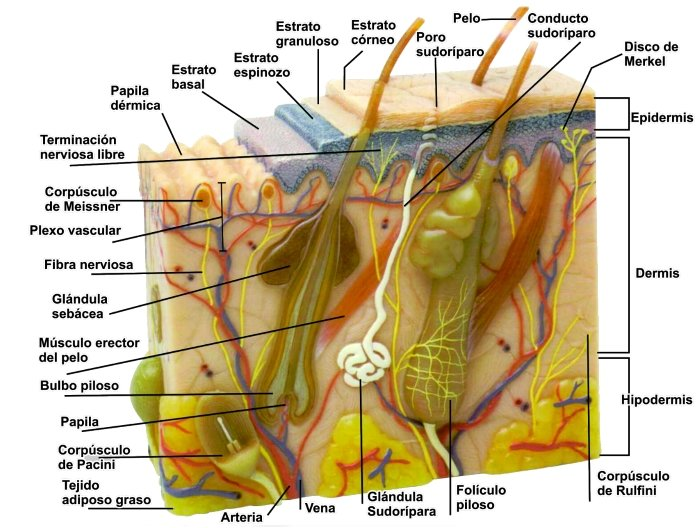 Pelo
Conducto
sudoríparo
Estrato
granuloso
Estrato
córneo
Poro
sudoríparo
Disco de
Merkel
Estrato
espinozo
Estrato
basal
Papila
dérmica
Epidermis
Terminación
nerviosa libre
Corpúsculo
de Meissner
Plexo vascular
Fibra nerviosa
Dermis
Glándula
sebácea
Músculo erector
del pelo
Bulbo piloso
Hipodermis
Papila
Corpúsculo
de Pacini
Tejido
adiposo graso
Arteria
Vena
Glándula
Sudorípara
Folículo
piloso
Corpúsculo
de Rulfini